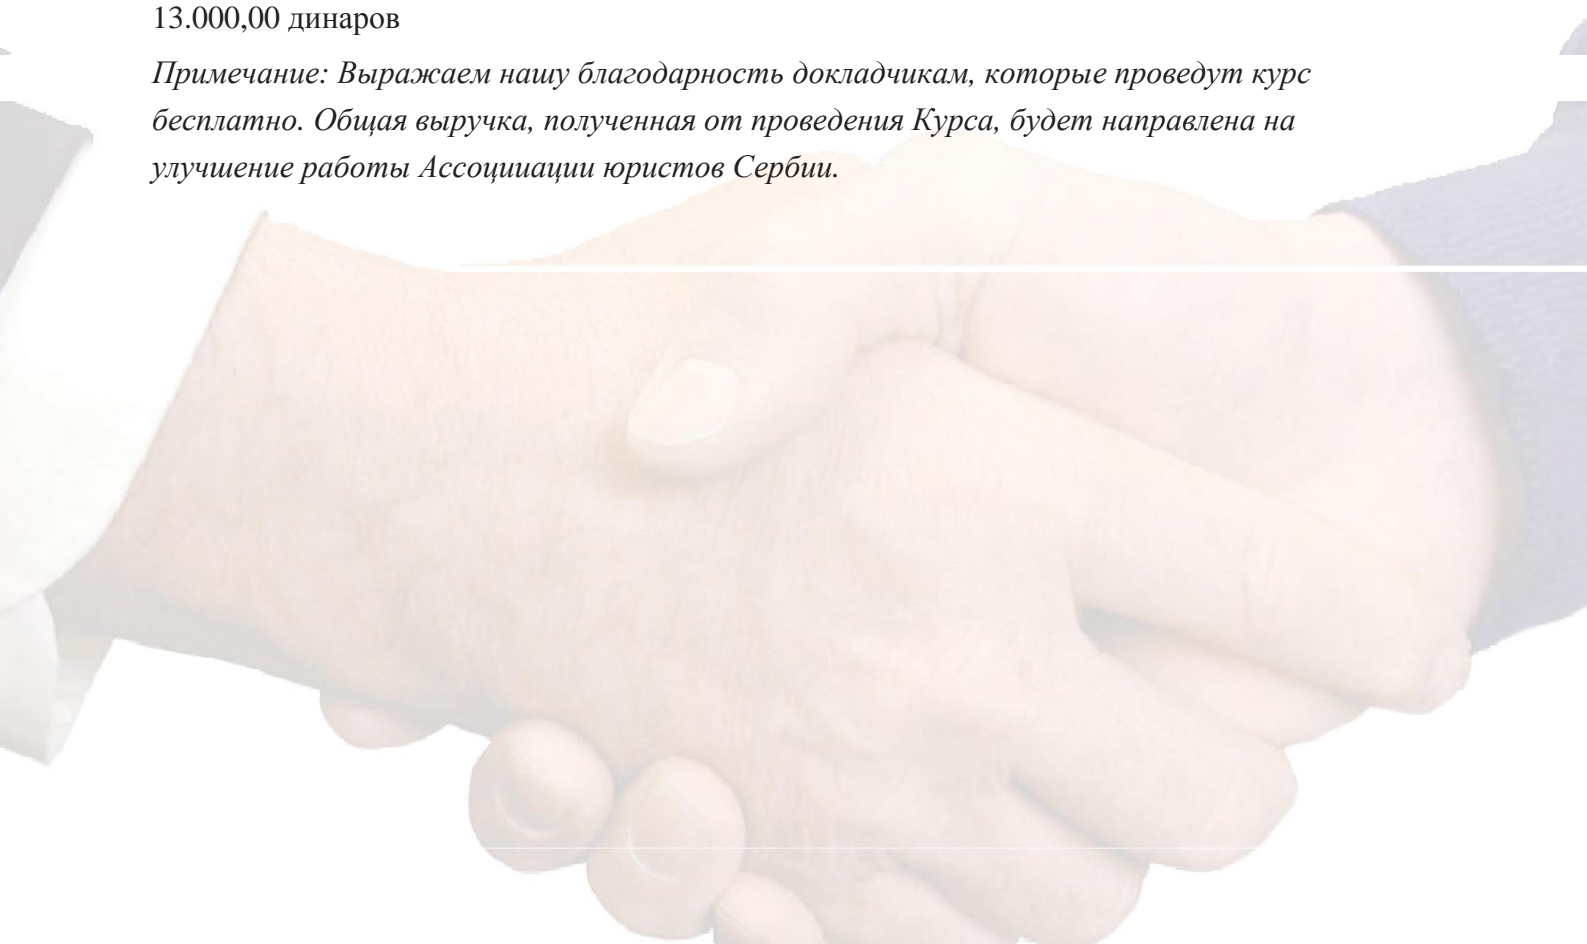 13.000,00 динаров
Примечание: Выражаем нашу благодарность докладчикам, которые проведут курс
бесплатно. Общая выручка, полученная от проведения Курса, будет направлена на
улучшение работы Ассоцииации юристов Сербии.